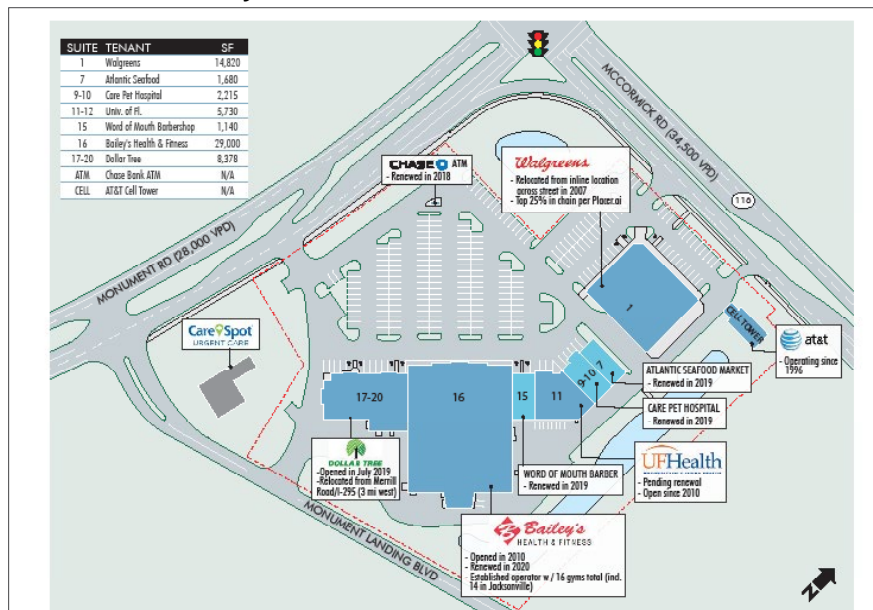 SUITE TENANT SF
1 Walgreens 14,820
7 Atlantic Seafood 1,680
9-10 Care Pet Hospital 2,215
11-12 Univ. of Fl. 5,730
15 Word of Mouth Barbershop 1,140
16 Bailey's Health & Fitness 29,000
17-20 Dollar Tree 8,378
ATM Chase Bank ATM N/A
CELL AT&T Cell Tower N/A
MONUMENT RD (28,000 VPD)
MCCORMICK RD (34,500 VPD)
116
CHASE ATM
- Renewed in 2018
Walgreens
- Relocated from inline location
across street in 2007
- Top 25% in chain per Placer.ai
1
CELL TOWER
at&t
- Operating since
1996
CareSpot
URGENT CARE
17-20
16
15
11
9-10
7
ATLANTIC SEAFOOD MARKET
- Renewed in 2019
CARE PET HOSPITAL
- Renewed in 2019
DOLLAR TREE
-Opened in July 2019
-Relocated from Merrill
Road/I-295 (3 mi west)
WORD OF MOUTH BARBER
- Renewed in 2019
UFHealth
- Pending renewal
Open since 2010
Bailey's
HEALTH & FITNESS
- Opened in 2010
- Renewed in 2020
- Established operator w/ 16 gyms total (incl.
14 in Jacksonville)
MONUMENT LANDING BLVD
N